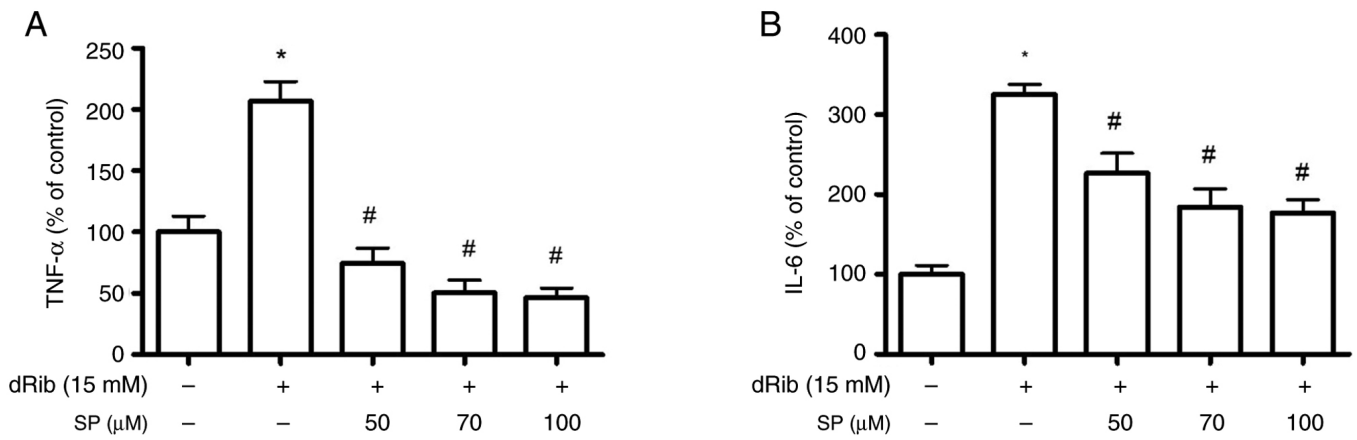 A
TNF-α (% of control)
250
200
150
100
50
0
*
#
#
#
dRib (15 mM) – + + + +
SP (μM) – – 50 70 100
B
IL-6 (% of control)
400
300
200
100
0
*
#
#
#
dRib (15 mM) – + + + +
SP (μM) – – 50 70 100